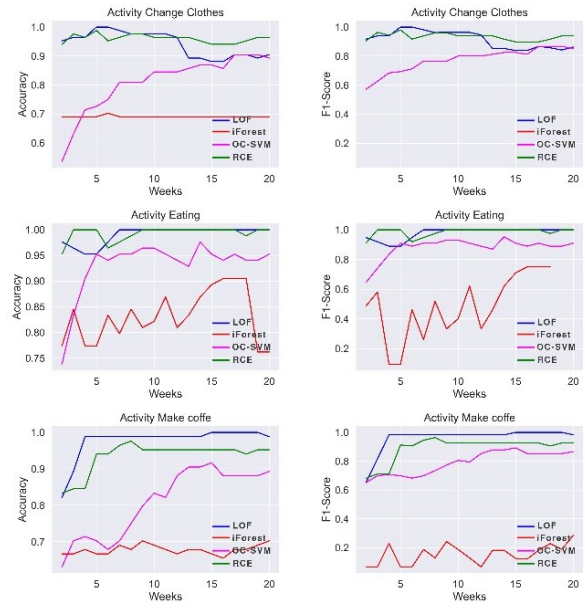 Activity Change Clothes
Accuracy
1.0
0.9
0.8
0.7
0.6
LOF
iForest
OC-SVM
RCE
5 10 15 20
Weeks
Activity Change Clothes
F1-Score
1.0
0.8
0.6
0.4
0.2
LOF
iForest
OC-SVM
RCE
5 10 15 20
Weeks
Activity Eating
Accuracy
1.00
0.95
0.90
0.85
0.80
0.75
LOF
iForest
OC-SVM
RCE
5 10 15 20
Weeks
Activity Eating
F1-Score
1.0
0.8
0.6
0.4
0.2
LOF
iForest
OC-SVM
RCE
5 10 15 20
Weeks
Activity Make coffe
Accuracy
1.0
0.9
0.8
0.7
LOF
iForest
OC-SVM
RCE
5 10 15 20
Weeks
Activity Make coffe
F1-Score
1.0
0.8
0.6
0.4
0.2
LOF
iForest
OC-SVM
RCE
5 10 15 20
Weeks